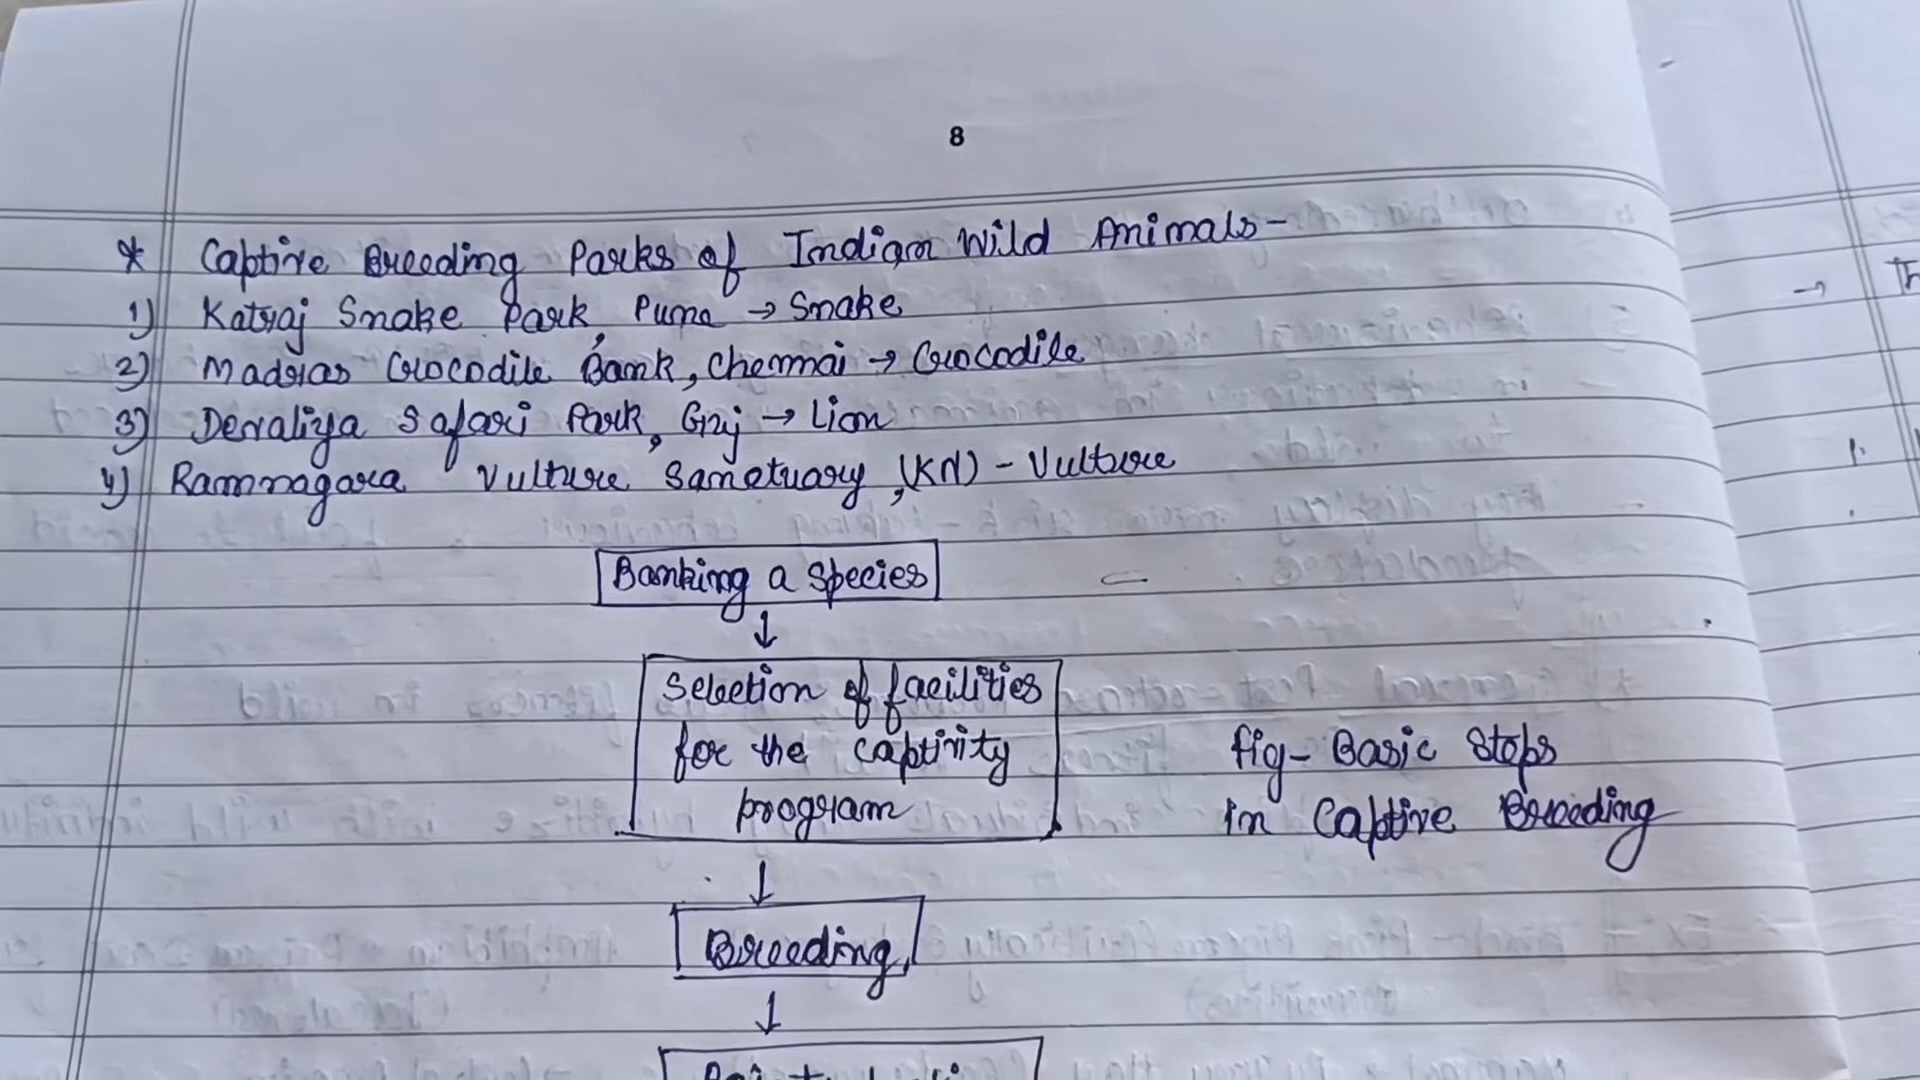 8
* Captive Breeding Parks of Indian Wild Animals-
1) Katraj Snake Park, Puna → Snake
2) Madras Crocodile Bank, Chennai → Crocodile
3) Devaliya Safari Park, Guj → Lion
4) Ramnagara Vulture Sanctuary, (KN) - Vulture
Banking a Species
↓
Selection of facilities
for the captivity
program
fig- Basic Steps
in Captive Breeding
↓
Breeding
↓